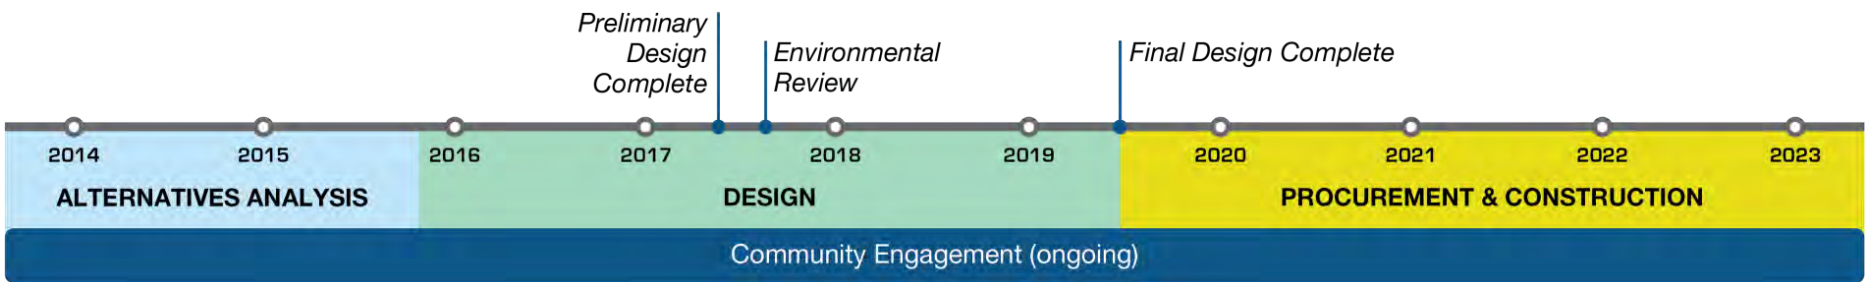 Preliminary
Design
Complete
Environmental
Review
Final Design Complete
2014 2015 2016 2017 2018 2019 2020 2021 2022 2023
ALTERNATIVES ANALYSIS DESIGN PROCUREMENT & CONSTRUCTION
Community Engagement (ongoing)